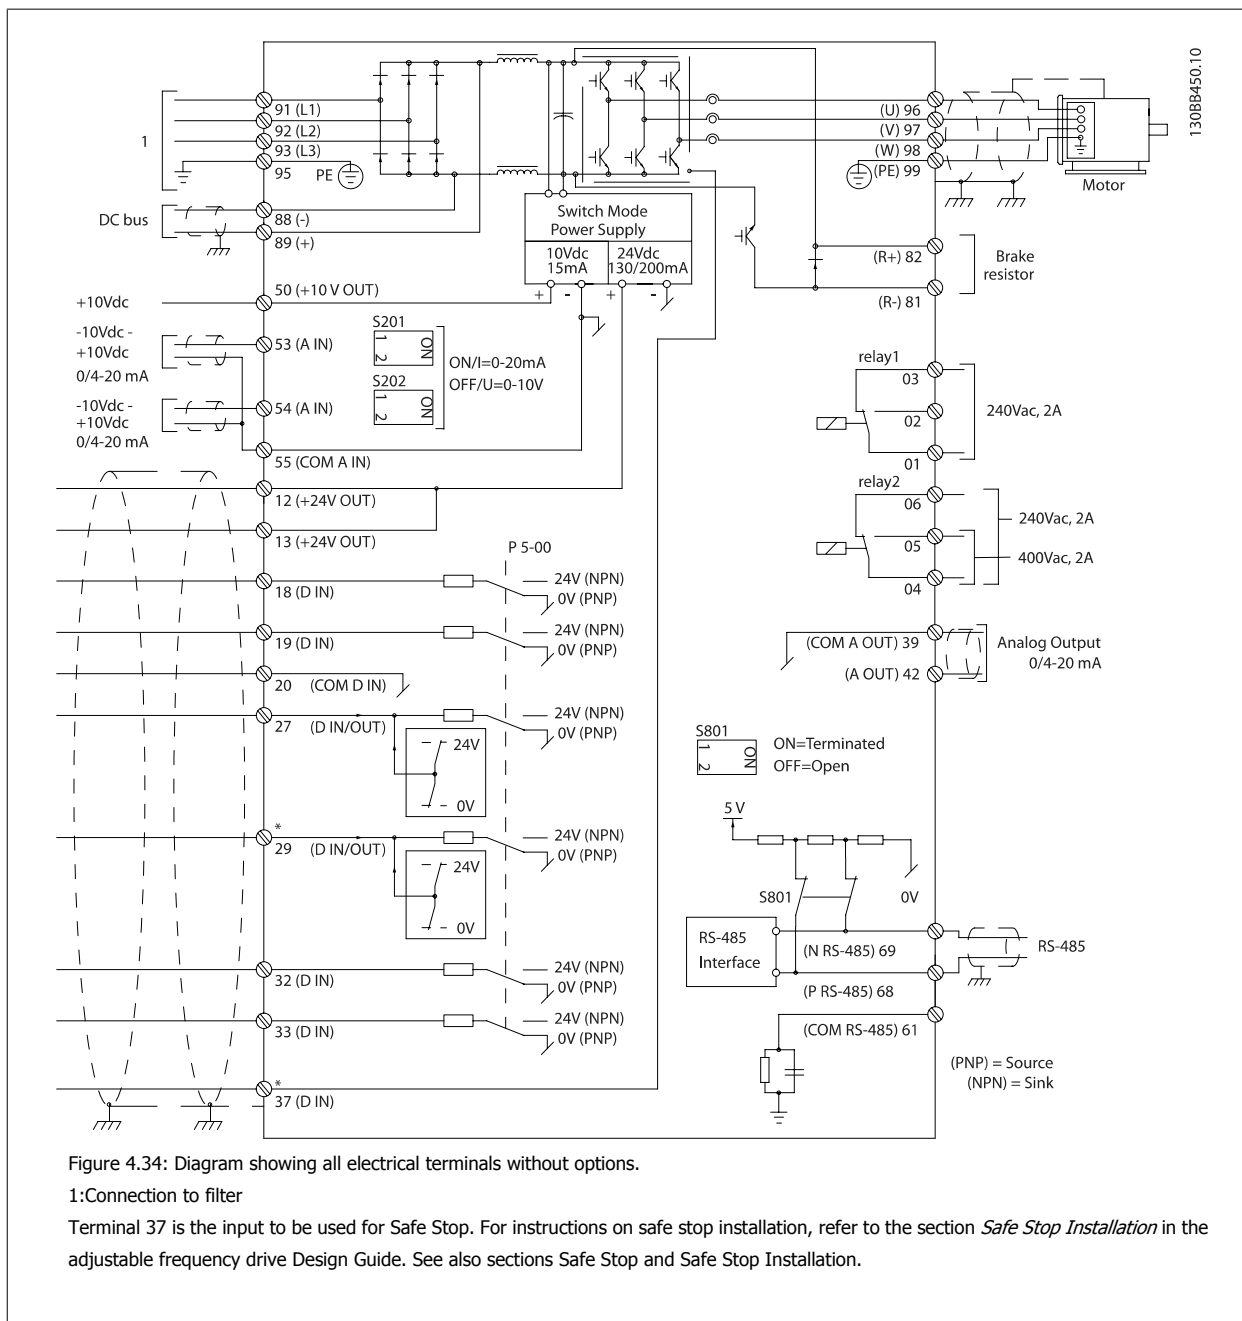 130BB450.10
91 (L1)
92 (L2)
93 (L3)
95
PE
1
(U) 96
(V) 97
(W) 98
(PE) 99
Motor
DC bus
88 (-)
89 (+)
Switch Mode
Power Supply
10Vdc
15mA
24Vdc
130/200mA
+ - + -
(R+) 82
Brake
resistor
(R-) 81
+10Vdc
50 (+10 V OUT)
-10Vdc -
+10Vdc
0/4-20 mA
53 (A IN)
S201
1
2
ON
ON/I=0-20mA
OFF/U=0-10V
S202
1
2
ON
-10Vdc -
+10Vdc
0/4-20 mA
54 (A IN)
55 (COM A IN)
relay1
03
02
01
240Vac, 2A
relay2
06
05
04
240Vac, 2A
400Vac, 2A
12 (+24V OUT)
13 (+24V OUT)
P 5-00
18 (D IN)
24V (NPN)
0V (PNP)
19 (D IN)
24V (NPN)
0V (PNP)
20 (COM D IN)
27 (D IN/OUT)
24V (NPN)
0V (PNP)
24V
0V
*
29 (D IN/OUT)
24V (NPN)
0V (PNP)
24V
0V
32 (D IN)
24V (NPN)
0V (PNP)
33 (D IN)
24V (NPN)
0V (PNP)
*
37 (D IN)
(COM A OUT) 39
(A OUT) 42
Analog Output
0/4-20 mA
S801
1
2
ON
ON=Terminated
OFF=Open
5 V
S801
0V
RS-485
Interface
(N RS-485) 69
(P RS-485) 68
RS-485
(COM RS-485) 61
(PNP) = Source
(NPN) = Sink
Figure 4.34: Diagram showing all electrical terminals without options.
1:Connection to filter
Terminal 37 is the input to be used for Safe Stop. For instructions on safe stop installation, refer to the section Safe Stop Installation in the
adjustable frequency drive Design Guide. See also sections Safe Stop and Safe Stop Installation.